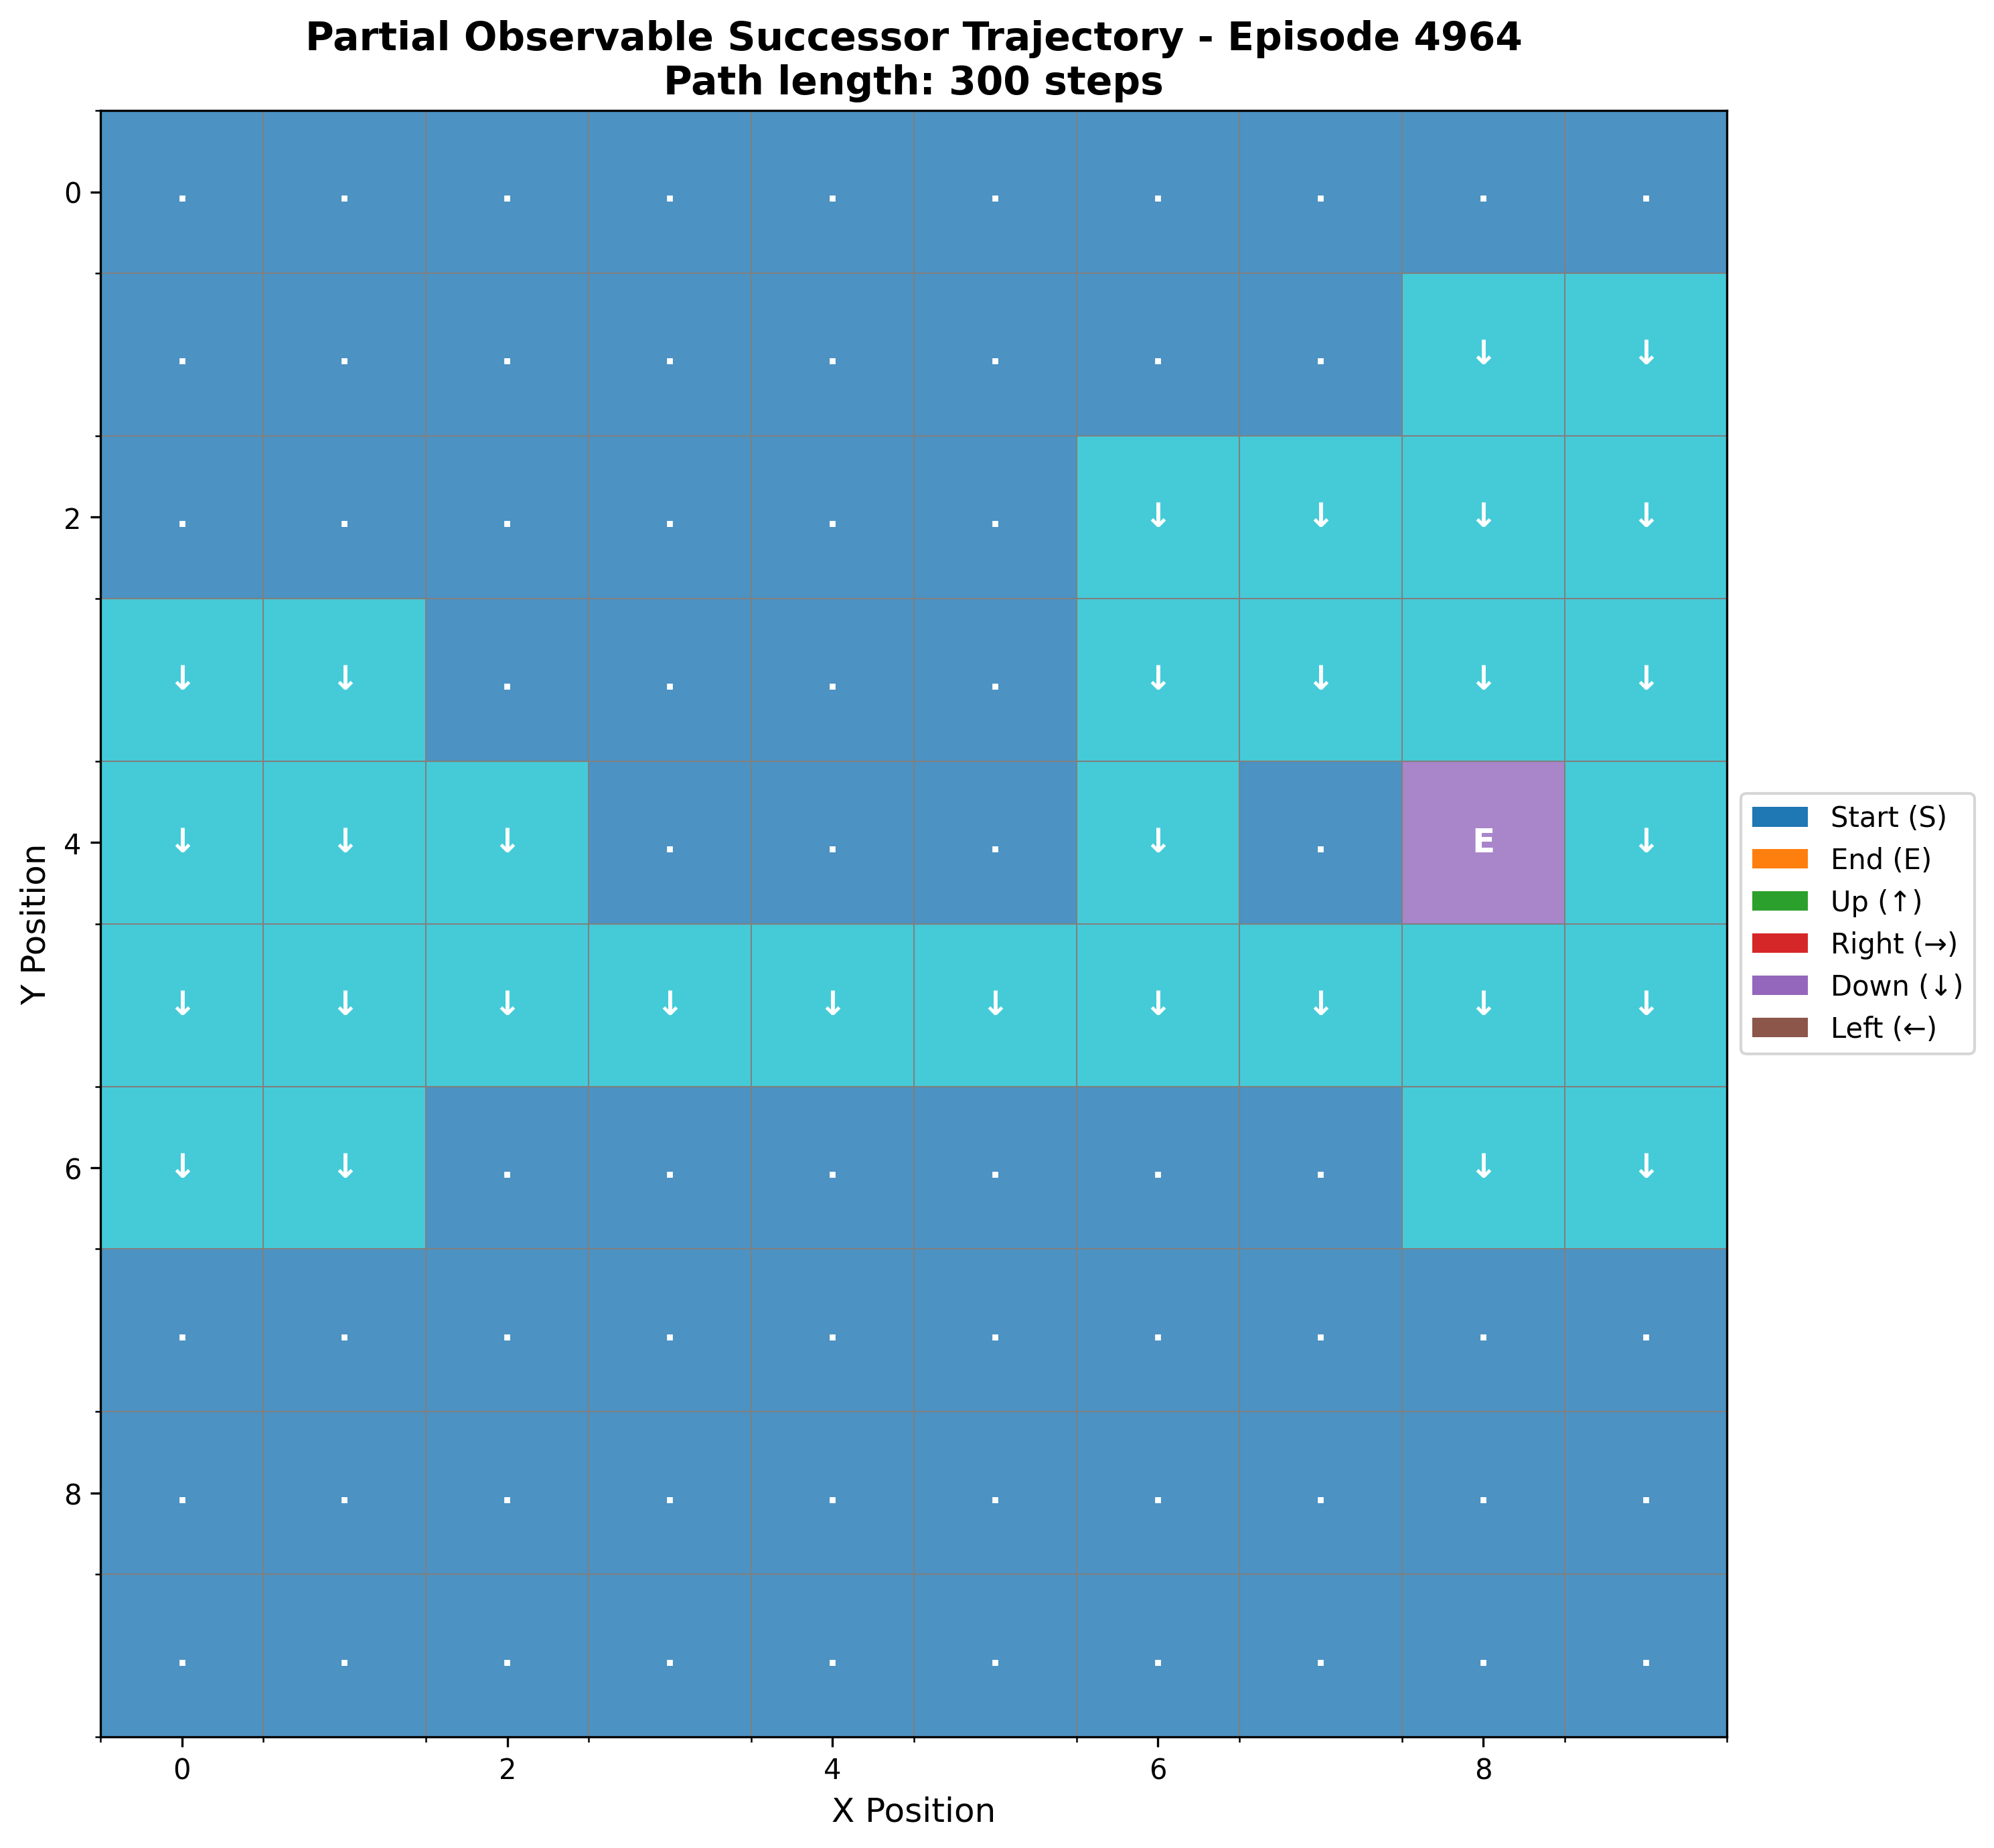 Partial Observable Successor Trajectory - Episode 4964
Path length: 300 steps
0 . . . . . . . . . .
. . . . . . . . ↓ ↓
2 . . . . . . ↓ ↓ ↓ ↓
↓ ↓ . . . . ↓ ↓ ↓ ↓
4 ↓ ↓ ↓ . . . ↓ . E ↓
↓ ↓ ↓ ↓ ↓ ↓ ↓ ↓ ↓ ↓
6 ↓ ↓ . . . . . . ↓ ↓
. . . . . . . . . .
8 . . . . . . . . . .
. . . . . . . . . .
0 2 4 6 8
X Position
Y Position
Start (S)
End (E)
Up (↑)
Right (→)
Down (↓)
Left (←)